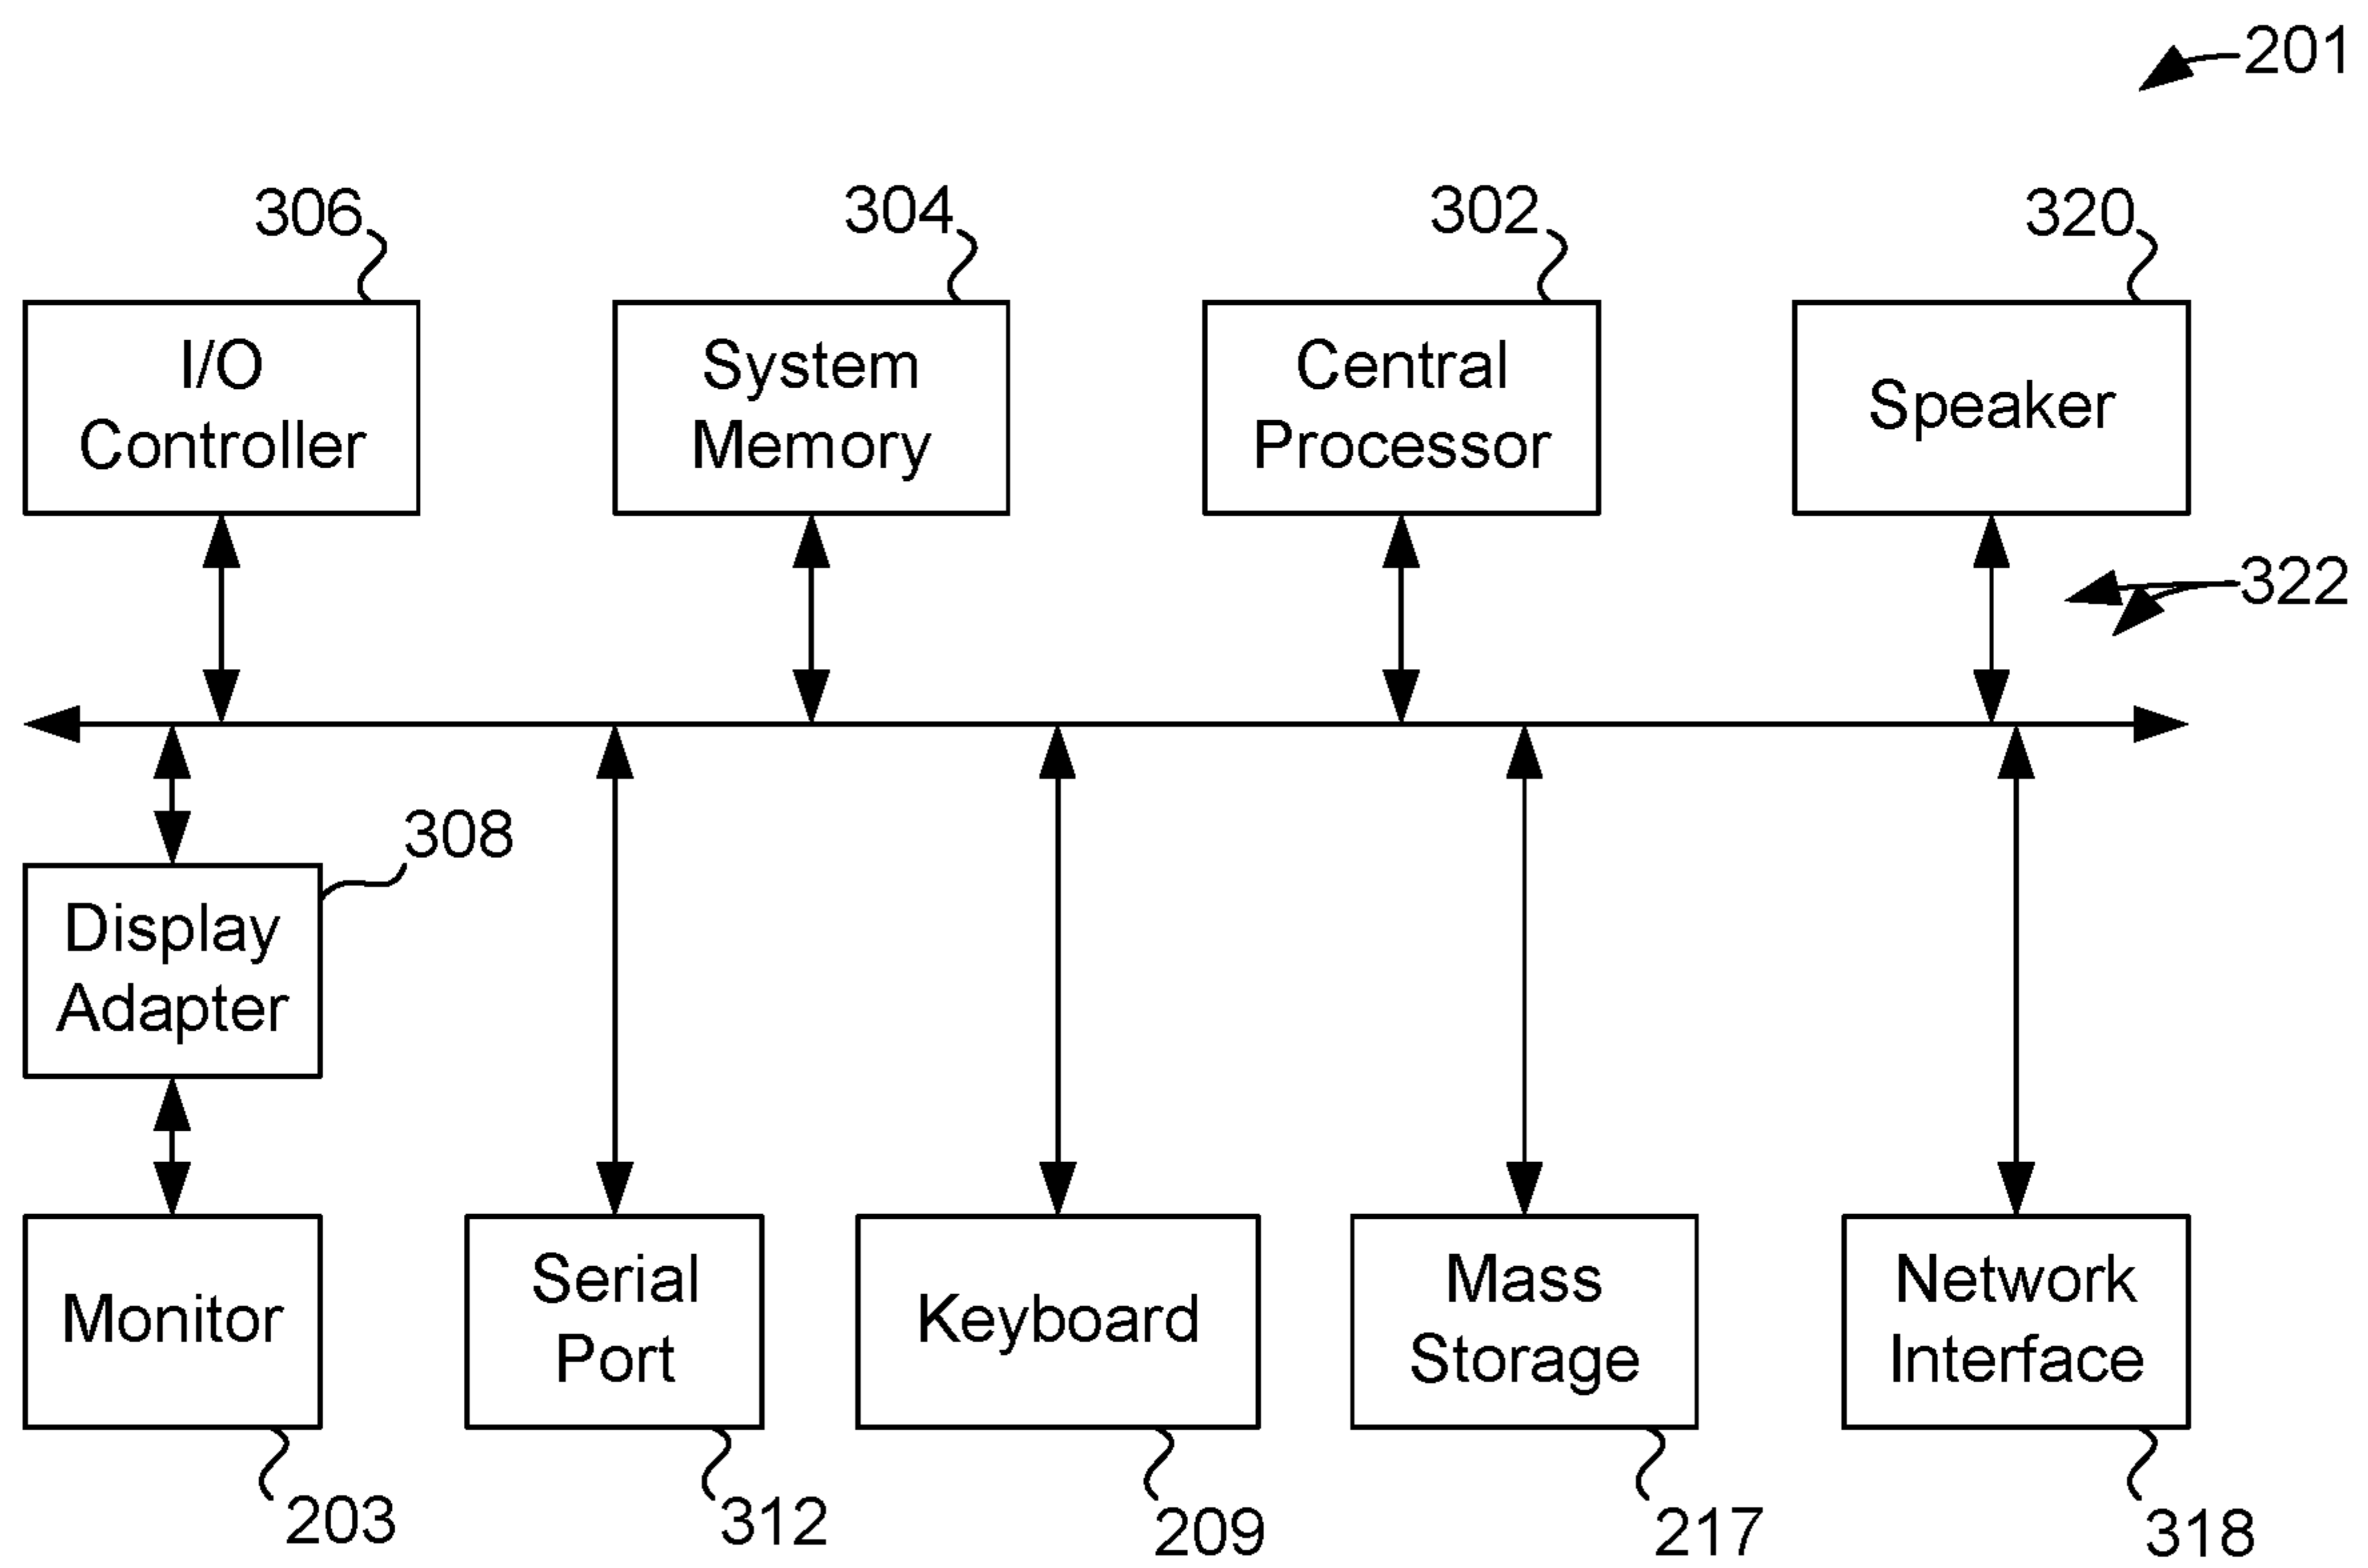 201
306
304
302
320
I/O
Controller
System
Memory
Central
Processor
Speaker
322
308
Display
Adapter
Monitor
Serial
Port
Keyboard
Mass
Storage
Network
Interface
203
312
209
217
318